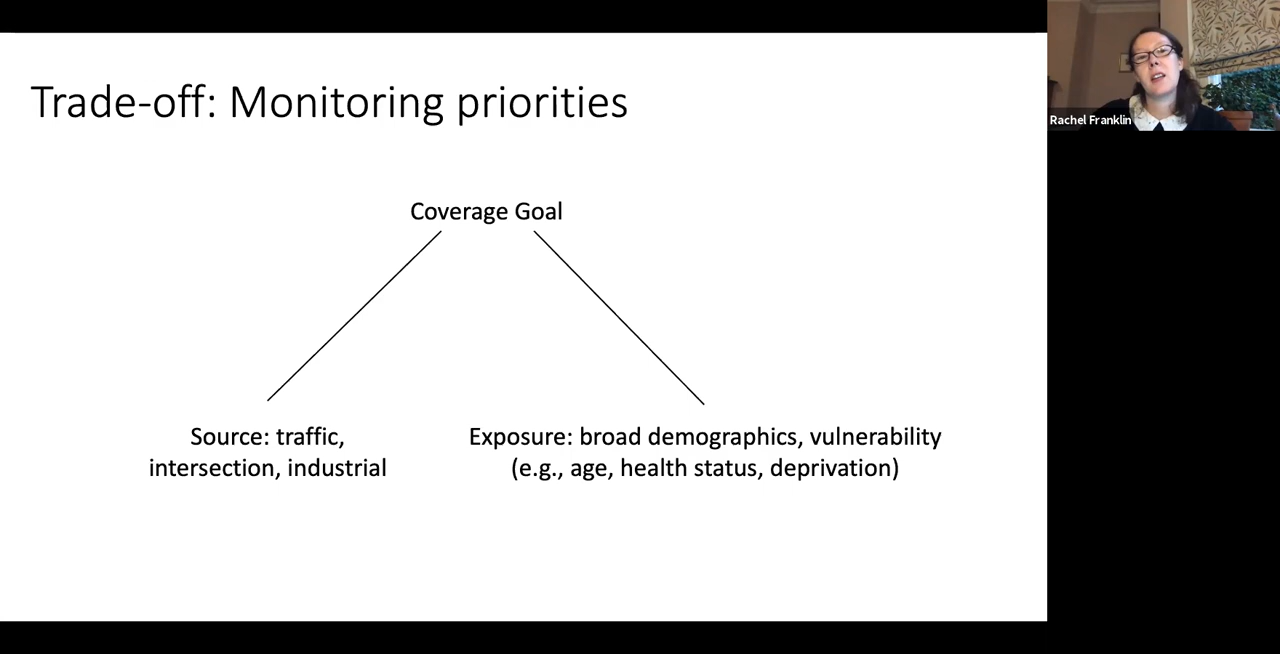 Trade-off: Monitoring priorities
Coverage Goal
Source: traffic,
intersection, industrial
Exposure: broad demographics, vulnerability
(e.g., age, health status, deprivation)
Rachel Franklin